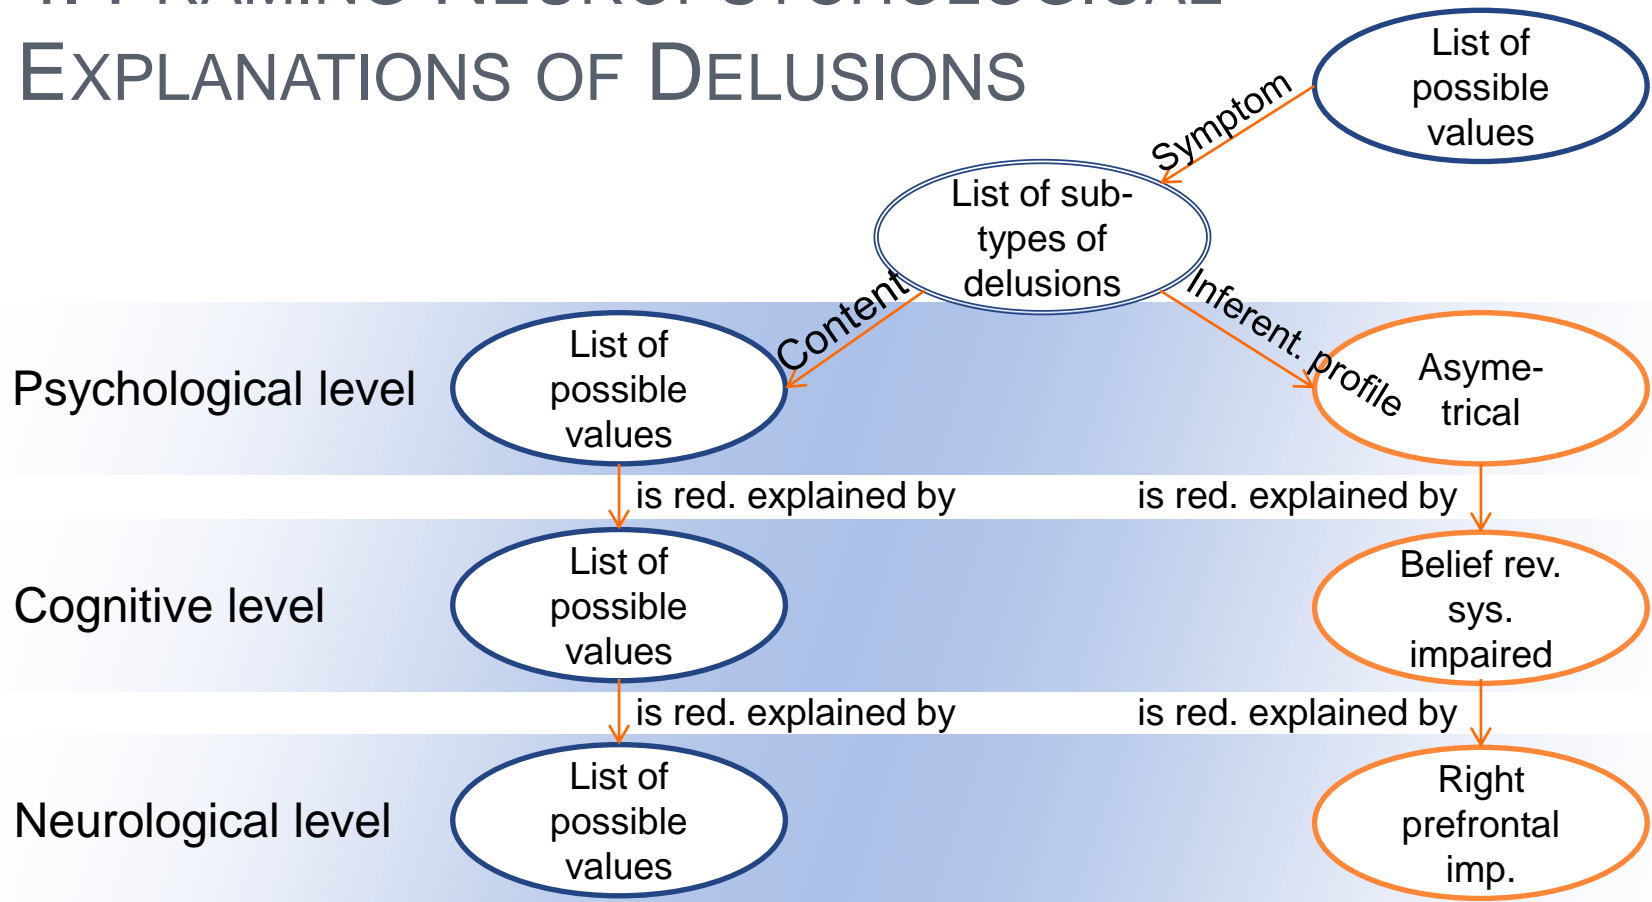 4. FRAMING NEUROPSYCHOLOGICAL
EXPLANATIONS OF DELUSIONS
List of
possible
values
Symptom
List of sub-
types of
delusions
Content
Inferent. profile
Psychological level
List of
possible
values
Asyme-
trical
is red. explained by
is red. explained by
Cognitive level
List of
possible
values
Belief rev.
sys.
impaired
is red. explained by
is red. explained by
Neurological level
List of
possible
values
Right
prefrontal
imp.